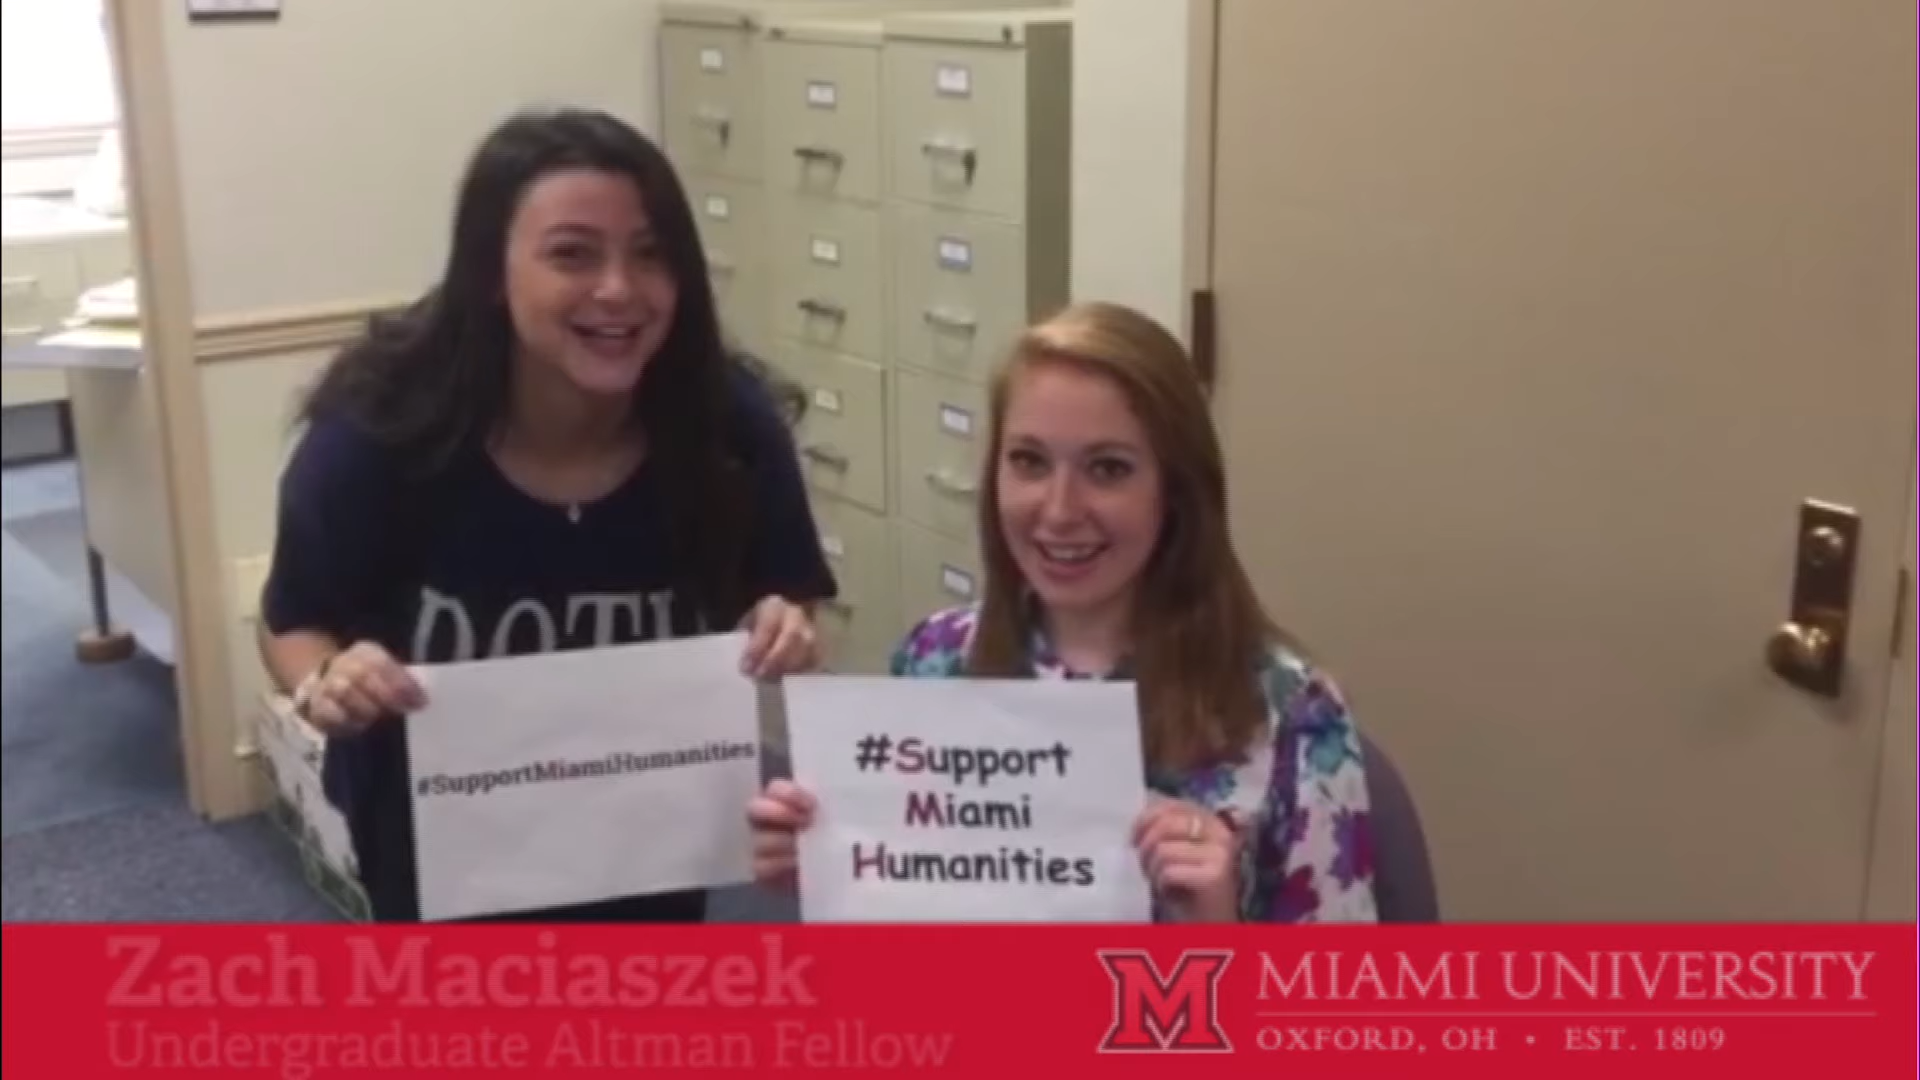 #SupportMiamiHumanities
#Support
Miami
Humanities
Zach Maciaszek
Undergraduate Altman Fellow
M
MIAMI UNIVERSITY
OXFORD, OH • EST. 1809